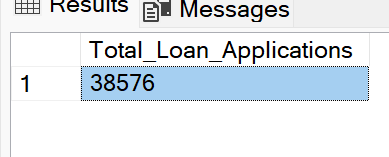 Results Messages
Total_Loan_Applications
1 38576